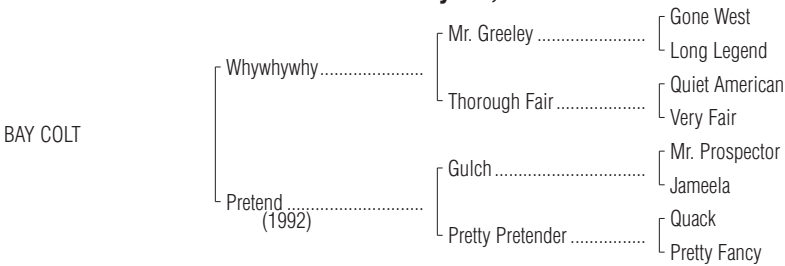 Gone West
Mr. Greeley ......................
Long Legend
Whywhywhy......................
Quiet American
Thorough Fair ...................
Very Fair
BAY COLT
Mr. Prospector
Gulch ...............................
Jameela
Pretend .............................
(1992)
Quack
Pretty Pretender ................
Pretty Fancy